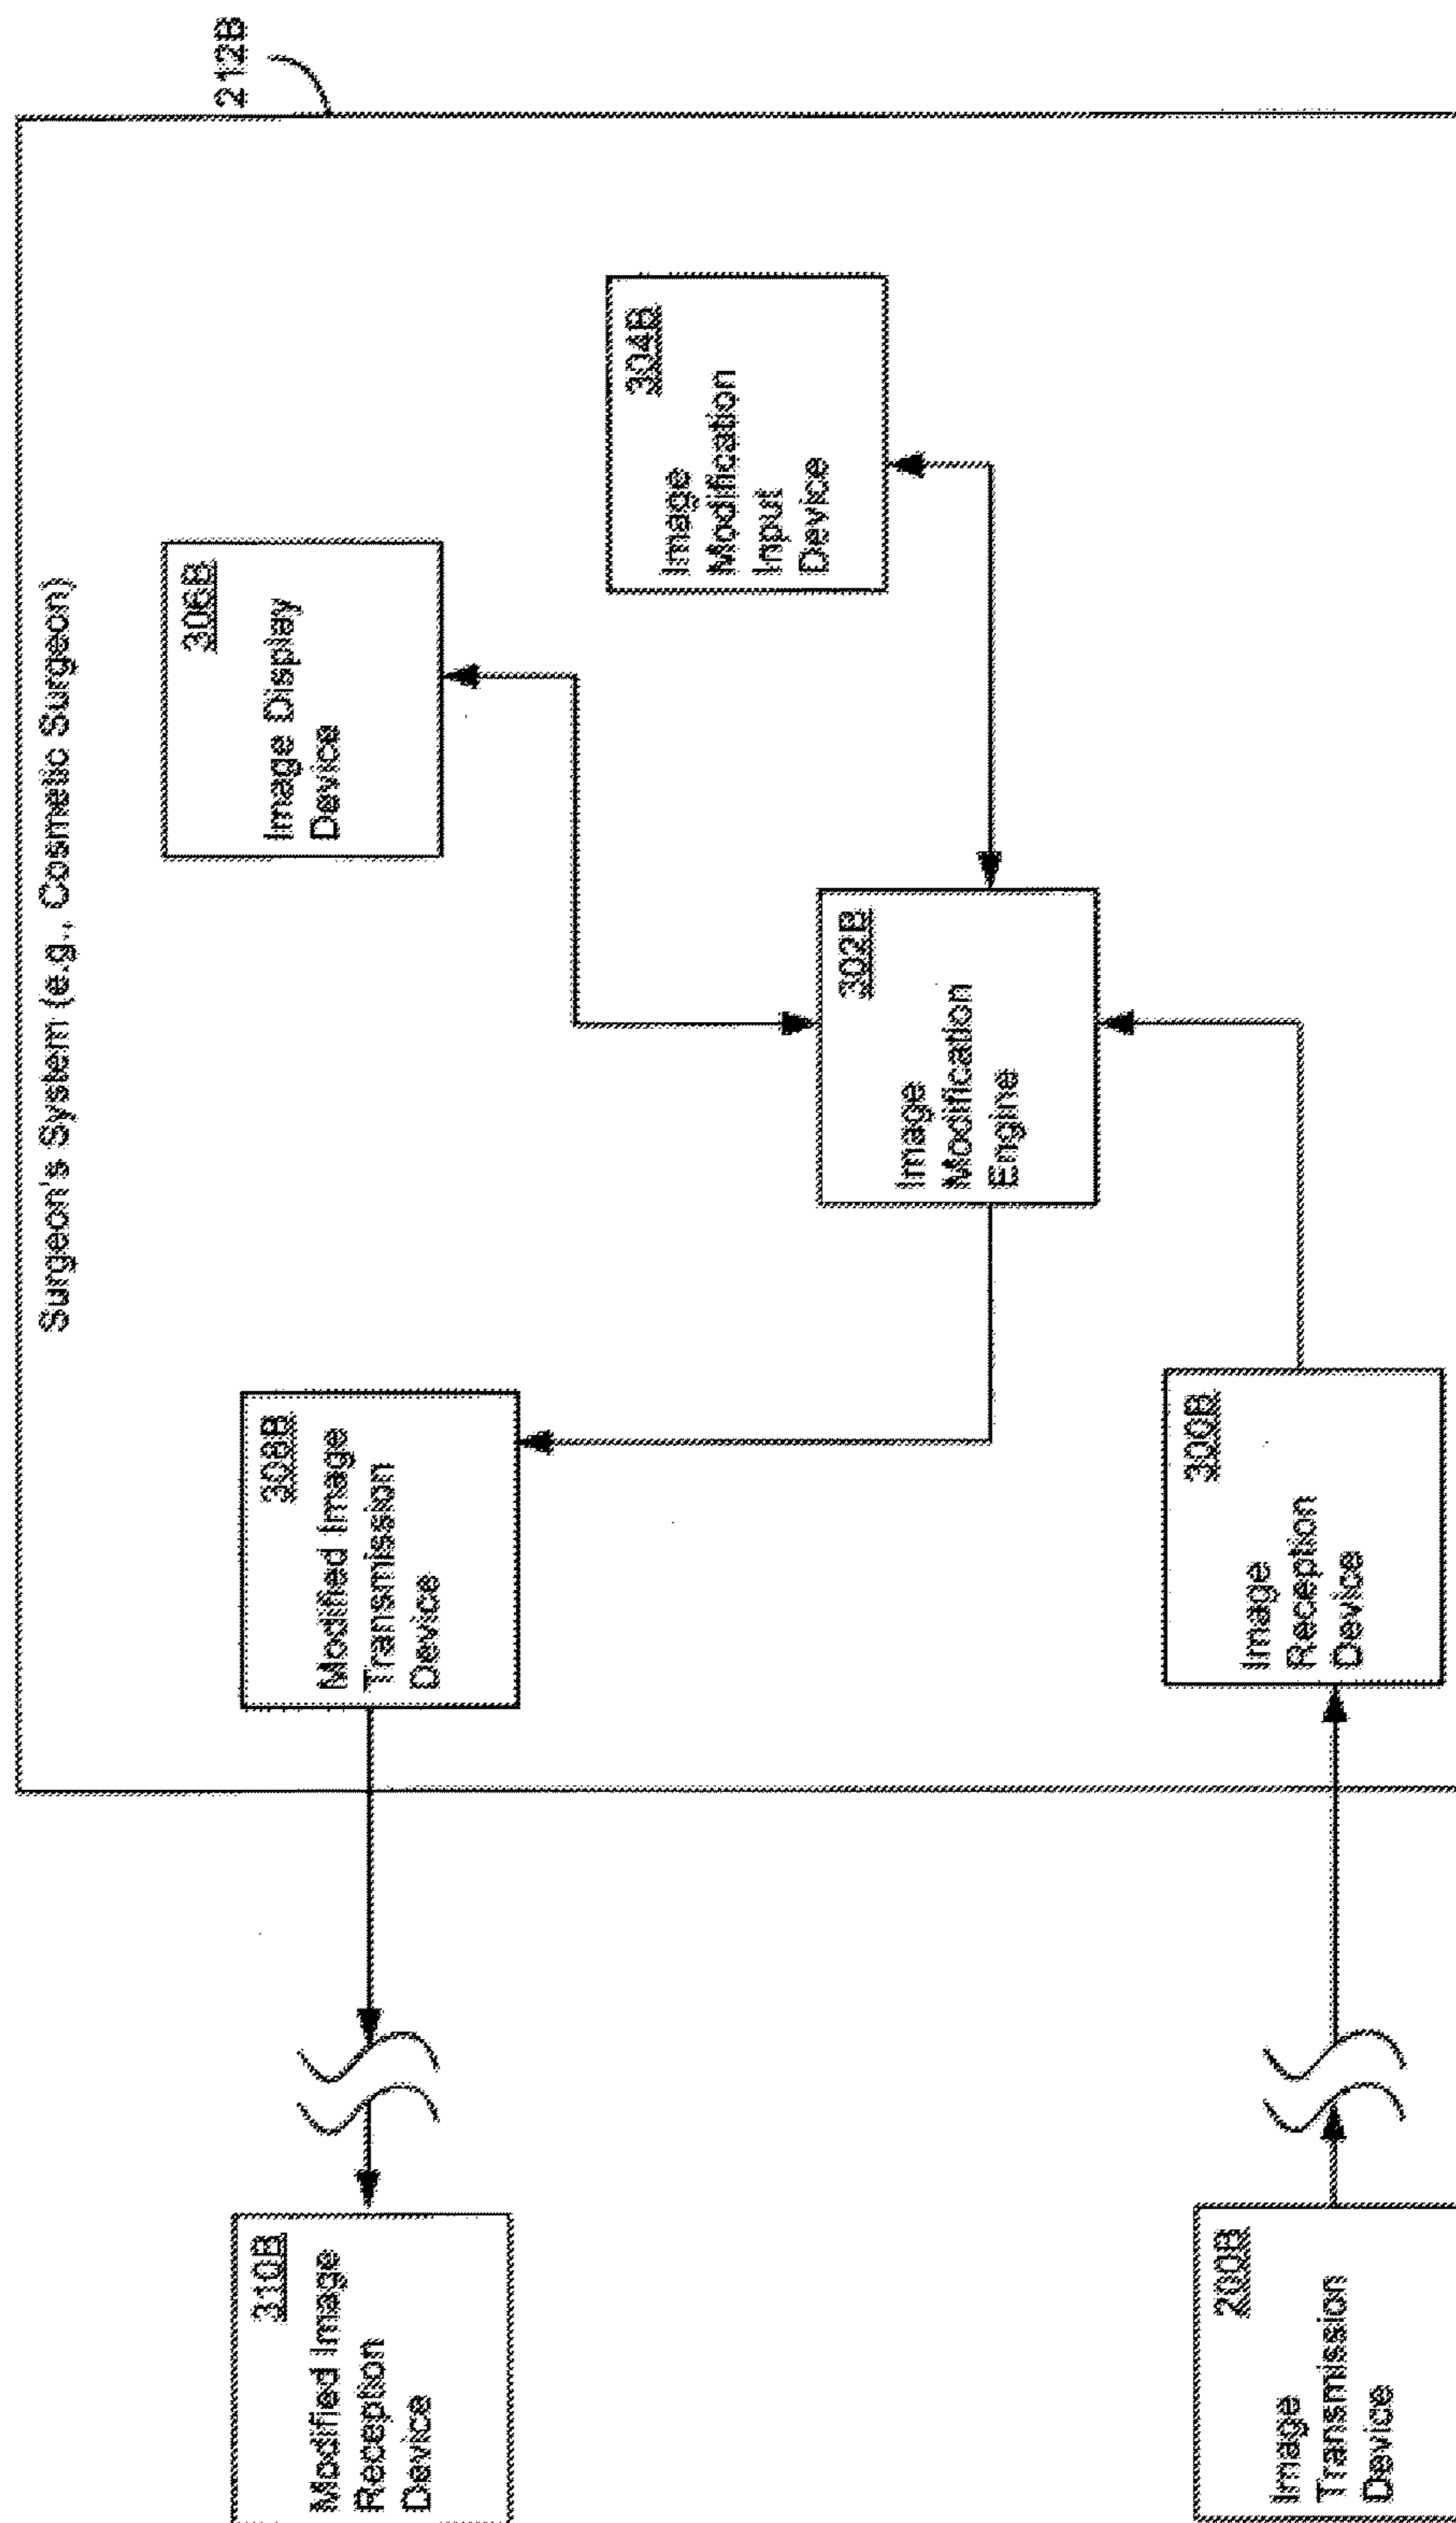 212B
Surgeon's System (e.g., Cosmetic Surgeon)
310B
Modified Image
Reception
Device
308B
Modified Image
Transmission
Device
306B
Image Display
Device
304B
Image
Modification
Input
Device
302B
Image
Modification
Engine
200B
Image
Transmission
Device
300B
Image
Reception
Device